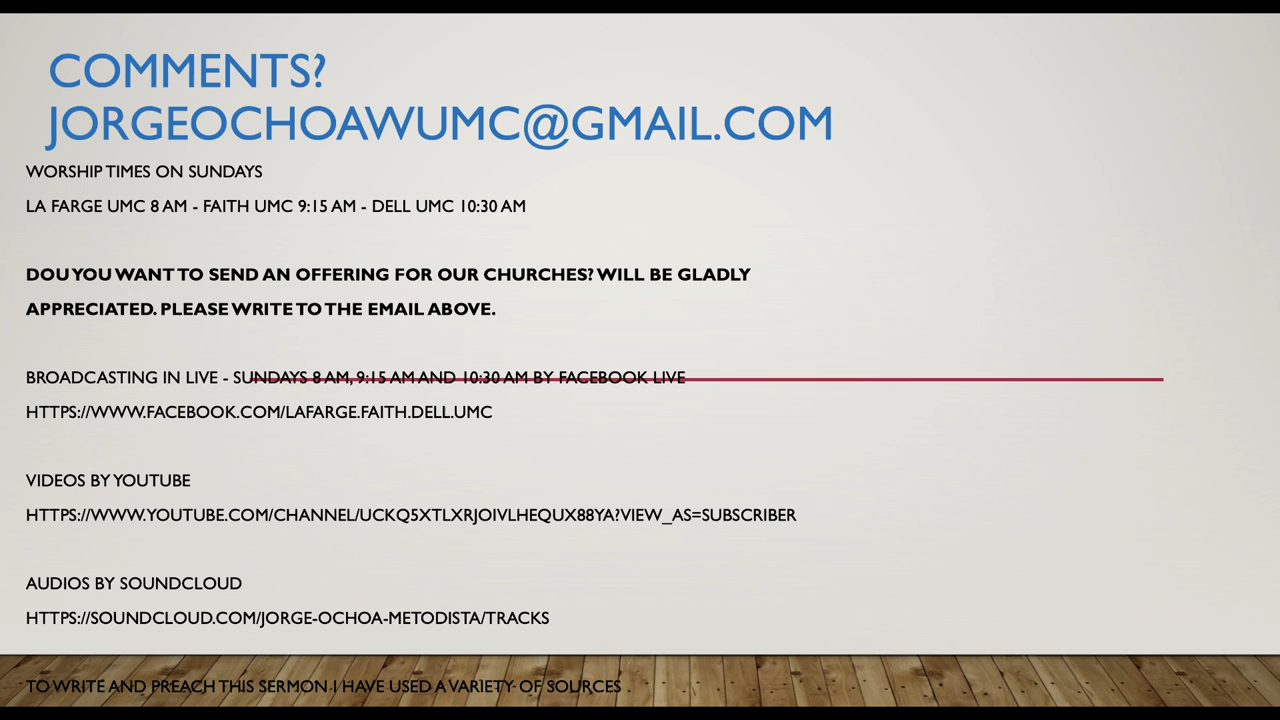 COMMENTS?
JORGEOCHOAWUMC@GMAIL.COM
WORSHIP TIMES ON SUNDAYS
LA FARGE UMC 8 AM - FAITH UMC 9:15 AM - DELL UMC 10:30 AM
DOU YOU WANT TO SEND AN OFFERING FOR OUR CHURCHES? WILL BE GLADLY
APPRECIATED. PLEASE WRITE TO THE EMAIL ABOVE.
BROADCASTING IN LIVE - SUNDAYS 8 AM, 9:15 AM AND 10:30 AM BY FACEBOOK LIVE
HTTPS://WWW.FACEBOOK.COM/LAFARGE.FAITH.DELL.UMC
VIDEOS BY YOUTUBE
HTTPS://WWW.YOUTUBE.COM/CHANNEL/UCKQ5XTLXRJOIVLHEQUX88YA?VIEW_AS=SUBSCRIBER
AUDIOS BY SOUNDCLOUD
HTTPS://SOUNDCLOUD.COM/JORGE-OCHOA-METODISTA/TRACKS
TO WRITE AND PREACH THIS SERMON I HAVE USED A VARIETY OF SOURCES .